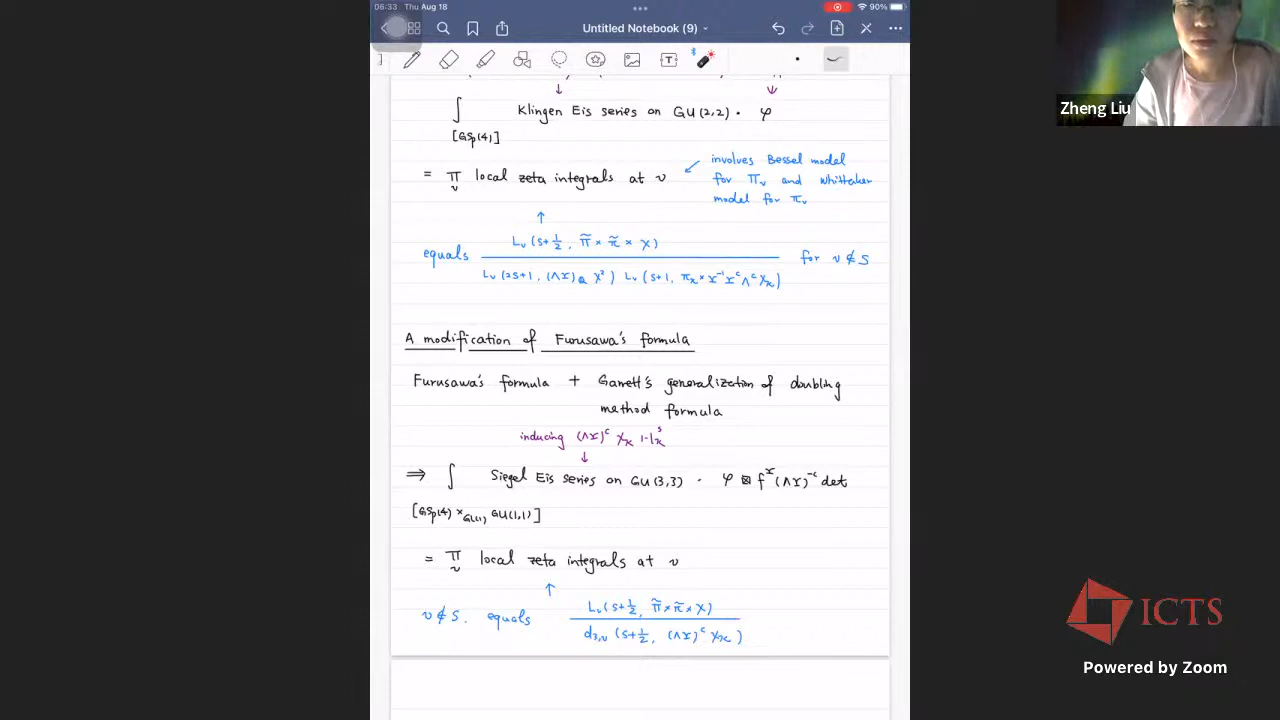 06:33 Thu Aug 18
90%
Untitled Notebook (9)
Zheng Liu
∫ Klingen Eis series on GU(2,2) · φ
[GSp(4)]
= ∏_v local zeta integrals at v
involves Bessel model
for Π_v and Whittaker
model for π_v
equals L_v(s+½, Π̃ × π̃ × χ)
L_v(2s+1, (ΛΥ)_Q χ²) L_v(s+1, π_K × Υ⁻¹Υ^c Λ^c χ_K) for v ∉ S
A modification of Furusawa's formula
Furusawa's formula + Garrett's generalization of doubling
method formula
inducing (ΛΥ)^c χ_K |·|_K^s
⇒ ∫ Siegel Eis series on GU(3,3) · φ ⊠ f^Υ (ΛΥ)^{-c} det
[GSp(4) ×_{GL(1)} GU(1,1)]
= ∏_v local zeta integrals at v
v ∉ S. equals L_v(s+½, Π̃ × π̃ × χ)
d_{3,v}(s+½, (ΛΥ)^c χ_K)
ICTS
Powered by Zoom